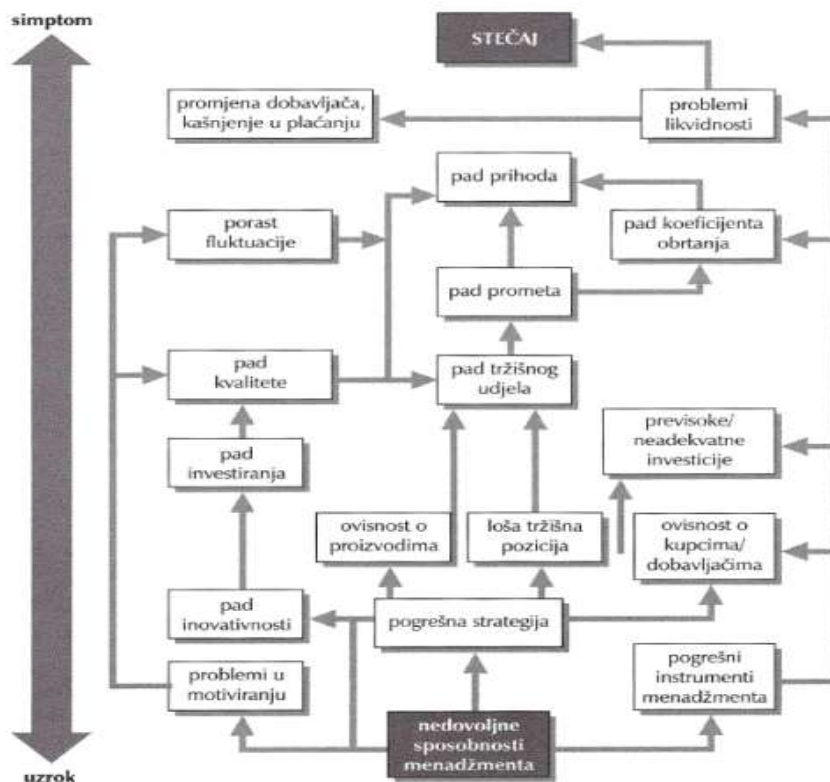 simptom
STEČAJ
promjena dobavljača,
kašnjenje u plaćanju
problemi
likvidnosti
pad prihoda
porast
fluktuacije
pad koeficijenta
obrtanja
pad prometa
pad
kvalitete
pad tržišnog
udjela
previsoke/
neadekvatne
investicije
pad
investiranja
ovisnost o
proizvodima
loša tržišna
pozicija
ovisnost o
kupcima/
dobavljačima
pad
inovativnosti
pogrešna strategija
problemi u
motiviranju
pogrešni
instrumenti
menadžmenta
nedovoljne
sposobnosti
menadžmenta
uzrok